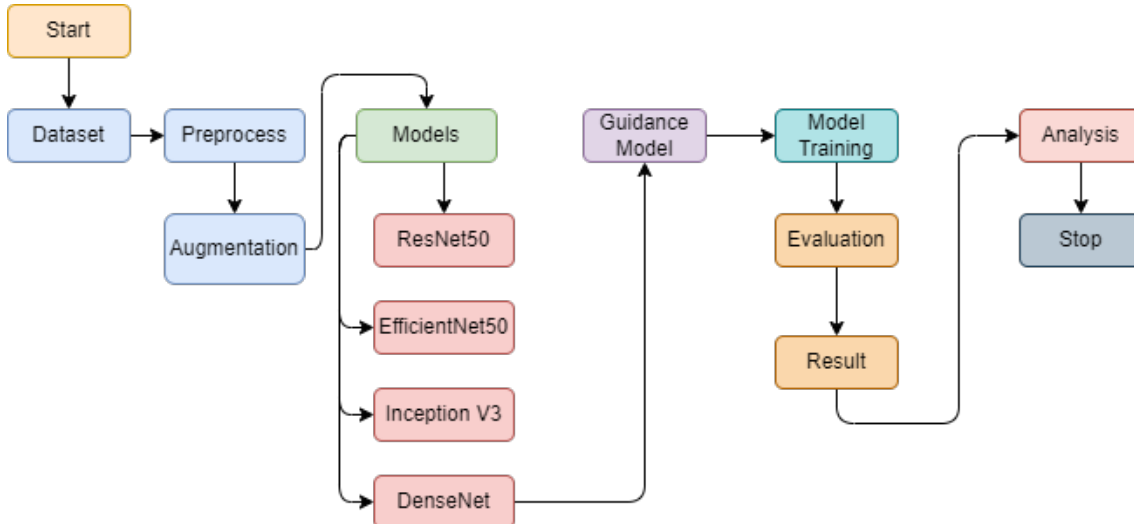 Start
Dataset
Preprocess
Augmentation
Models
ResNet50
EfficientNet50
Inception V3
DenseNet
Guidance
Model
Model
Training
Evaluation
Result
Analysis
Stop